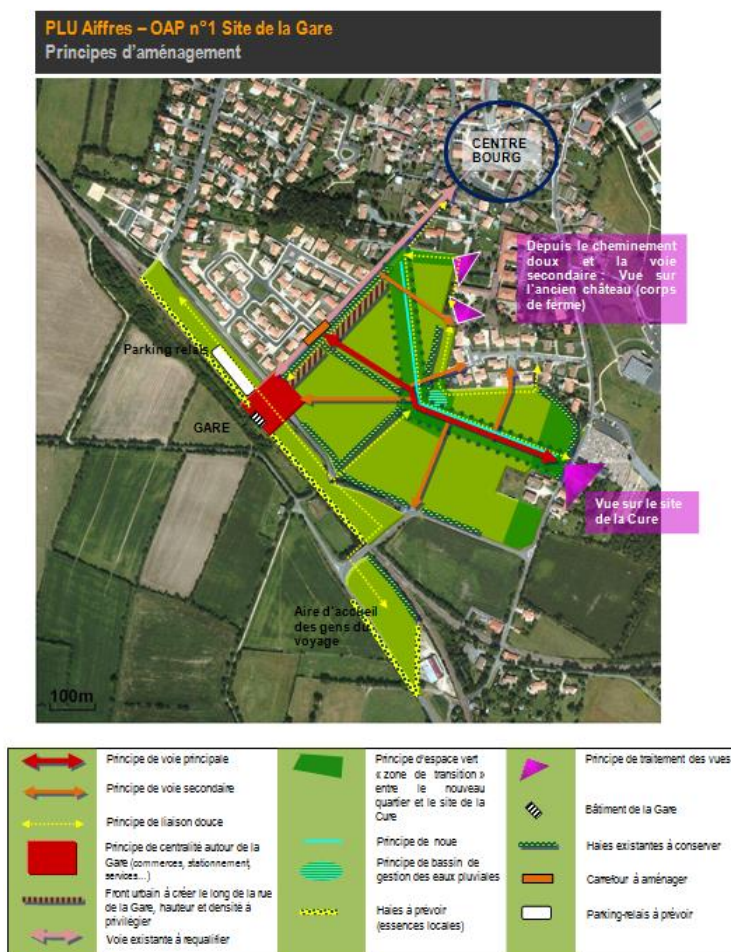 PLU Aiffres – OAP n°1 Site de la Gare
Principes d'aménagement
CENTRE
BOURG
Depuis le cheminement
doux et la voie
secondaire : Vue sur
l'ancien château (corps
de ferme)
Parking relais
GARE
Vue sur le site
de la Cure
Aire d'accueil
des gens du
voyage
100m
Principe de voie principale
Principe de voie secondaire
Principe de liaison douce
Principe de centralité autour de la
Gare (commerces, stationnement,
services...)
Front urbain à créer le long de la rue
de la Gare, hauteur et densité à
privilégier
Voie existante à requalifier
Principe d'espace vert
« zone de transition »
entre le nouveau
quartier et le site de la
Cure
Principe de noue
Principe de bassin de
gestion des eaux pluviales
Haies à prévoir
(essences locales)
Principe de traitement des vues
Bâtiment de la Gare
Haies existantes à conserver
Carrefour à aménager
Parking-relais à prévoir